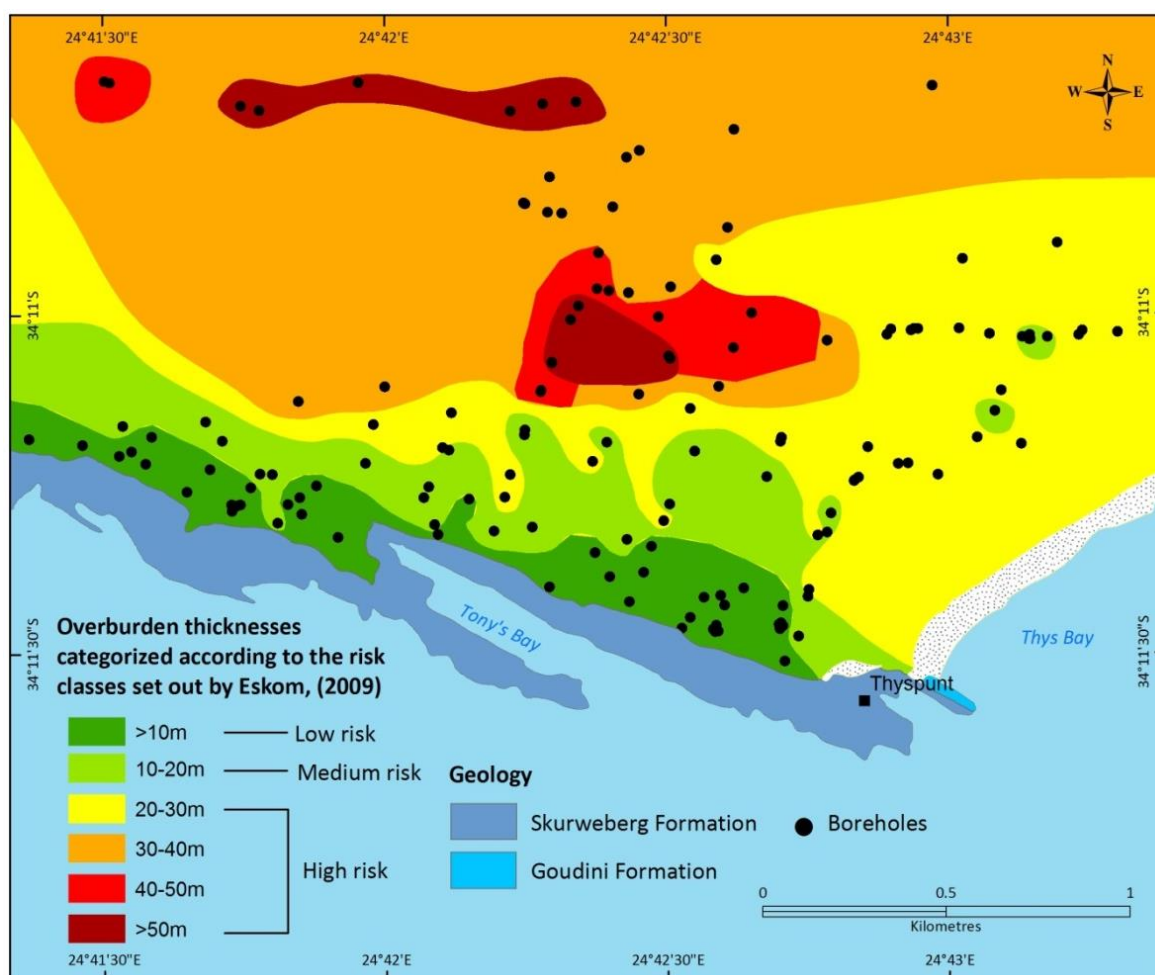 24°41'30"E
24°42'E
24°42'30"E
24°43'E
N
W E
S
34°11'S
34°11'S
Tony's Bay
Thys Bay
34°11'30"S
34°11'30"S
Thyspunt
Overburden thicknesses
categorized according to the risk
classes set out by Eskom, (2009)
>10m
Low risk
10-20m
Medium risk
20-30m
30-40m
High risk
40-50m
>50m
Geology
Skurweberg Formation
Boreholes
Goudini Formation
0 0.5 1
Kilometres
24°41'30"E
24°42'E
24°42'30"E
24°43'E